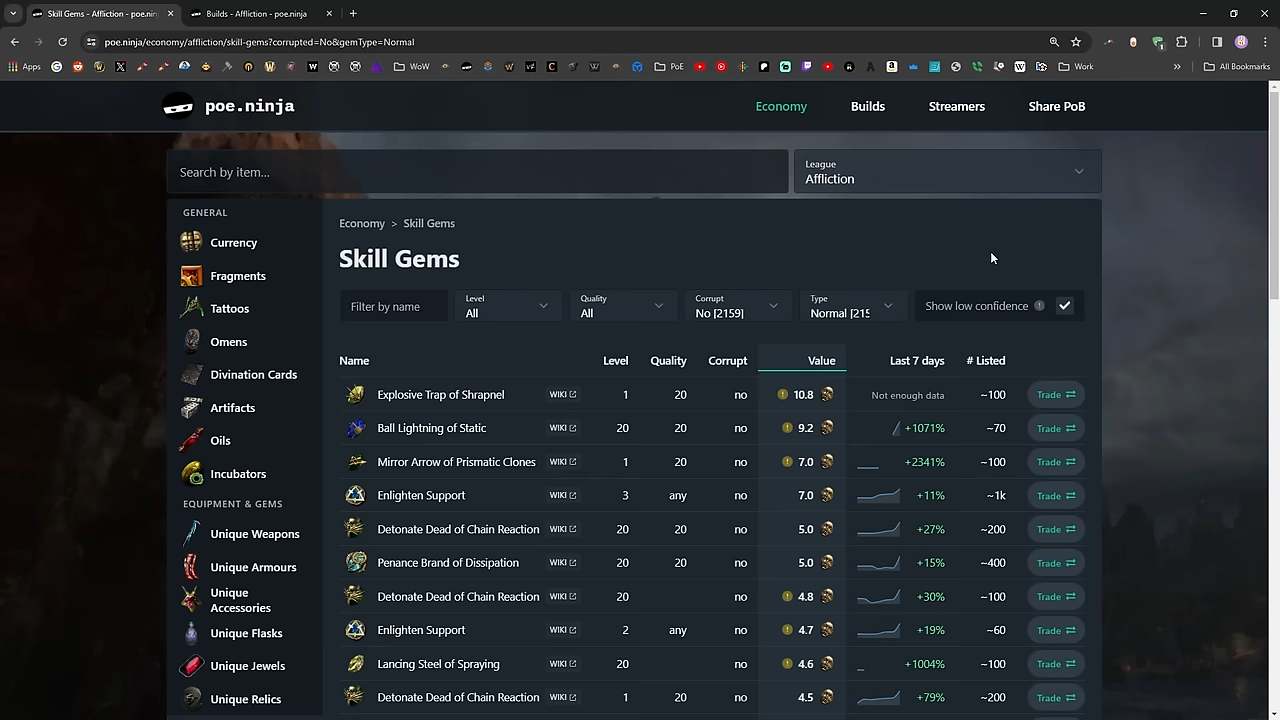 Skill Gems - Affliction - poe.nin
Builds - Affliction - poe.ninja
poe.ninja/economy/affliction/skill-gems?corrupted=No&gemType=Normal
Apps
WoW
PoE
Work
All Bookmarks
poe.ninja
Economy
Builds
Streamers
Share PoB
Search by item...
League
Affliction
GENERAL
Currency
Fragments
Tattoos
Omens
Divination Cards
Artifacts
Oils
Incubators
EQUIPMENT & GEMS
Unique Weapons
Unique Armours
Unique
Accessories
Unique Flasks
Unique Jewels
Unique Relics
Economy > Skill Gems
Skill Gems
Filter by name
Level
All
Quality
All
Corrupt
No [2159]
Type
Normal [215
Show low confidence
Name Level Quality Corrupt Value Last 7 days # Listed
Explosive Trap of Shrapnel WIKI 1 20 no 10.8 Not enough data ~100 Trade
Ball Lightning of Static WIKI 20 20 no 9.2 +1071% ~70 Trade
Mirror Arrow of Prismatic Clones WIKI 1 20 no 7.0 +2341% ~100 Trade
Enlighten Support WIKI 3 any no 7.0 +11% ~1k Trade
Detonate Dead of Chain Reaction WIKI 20 20 no 5.0 +27% ~200 Trade
Penance Brand of Dissipation WIKI 20 20 no 5.0 +15% ~400 Trade
Detonate Dead of Chain Reaction WIKI 20 no 4.8 +30% ~100 Trade
Enlighten Support WIKI 2 any no 4.7 +19% ~60 Trade
Lancing Steel of Spraying WIKI 20 no 4.6 +1004% ~100 Trade
Detonate Dead of Chain Reaction WIKI 1 20 no 4.5 +79% ~200 Trade